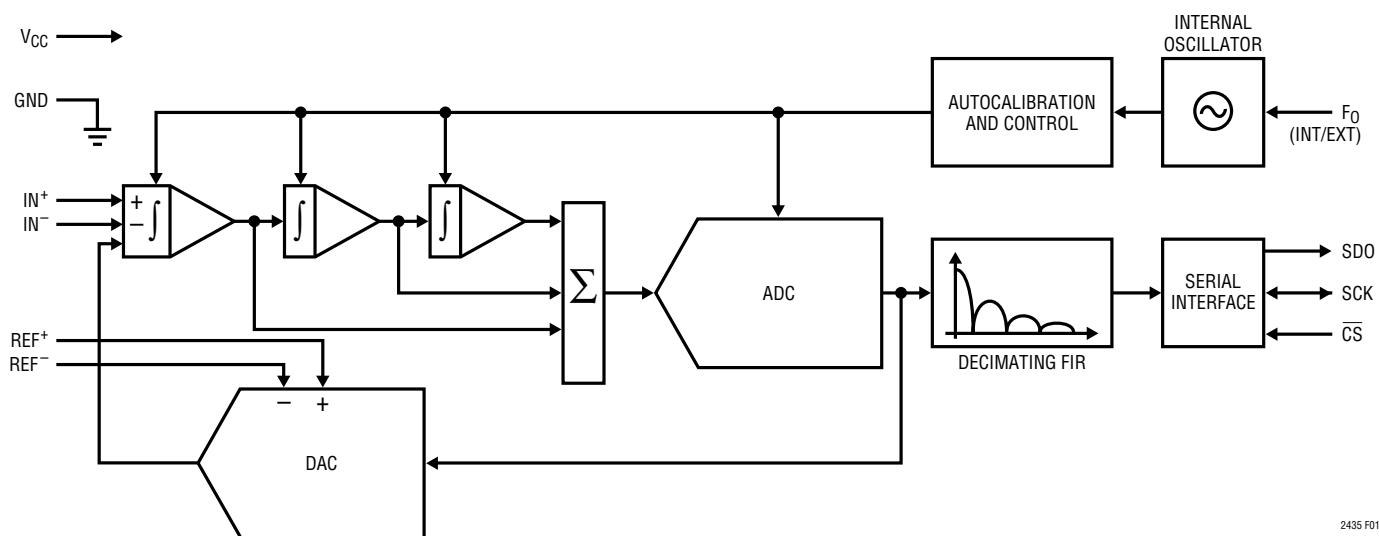 INTERNAL
OSCILLATOR
VCC
GND
AUTOCALIBRATION
AND CONTROL
FO
(INT/EXT)
IN+
IN−
+
−
∫
∫
∫
Σ
ADC
DECIMATING FIR
SERIAL
INTERFACE
SDO
SCK
C̅S̅
REF+
REF−
−
+
DAC
2435 F01